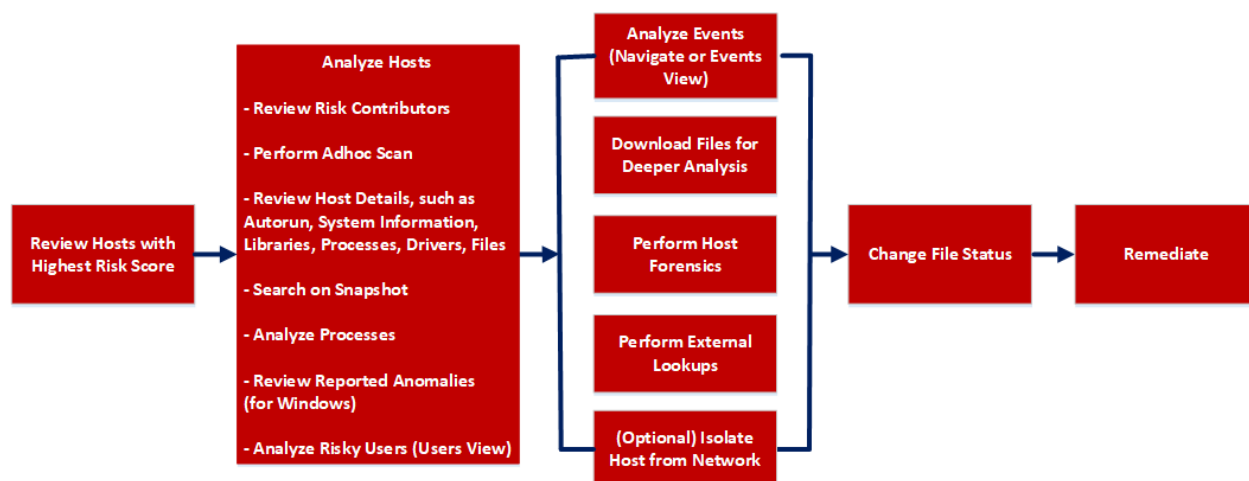 Review Hosts with
Highest Risk Score
Analyze Hosts
- Review Risk Contributors
- Perform Adhoc Scan
- Review Host Details, such as
Autorun, System Information,
Libraries, Processes, Drivers, Files
- Search on Snapshot
- Analyze Processes
- Review Reported Anomalies
(for Windows)
- Analyze Risky Users (Users View)
Analyze Events
(Navigate or Events
View)
Download Files for
Deeper Analysis
Perform Host
Forensics
Perform External
Lookups
(Optional) Isolate
Host from Network
Change File Status
Remediate